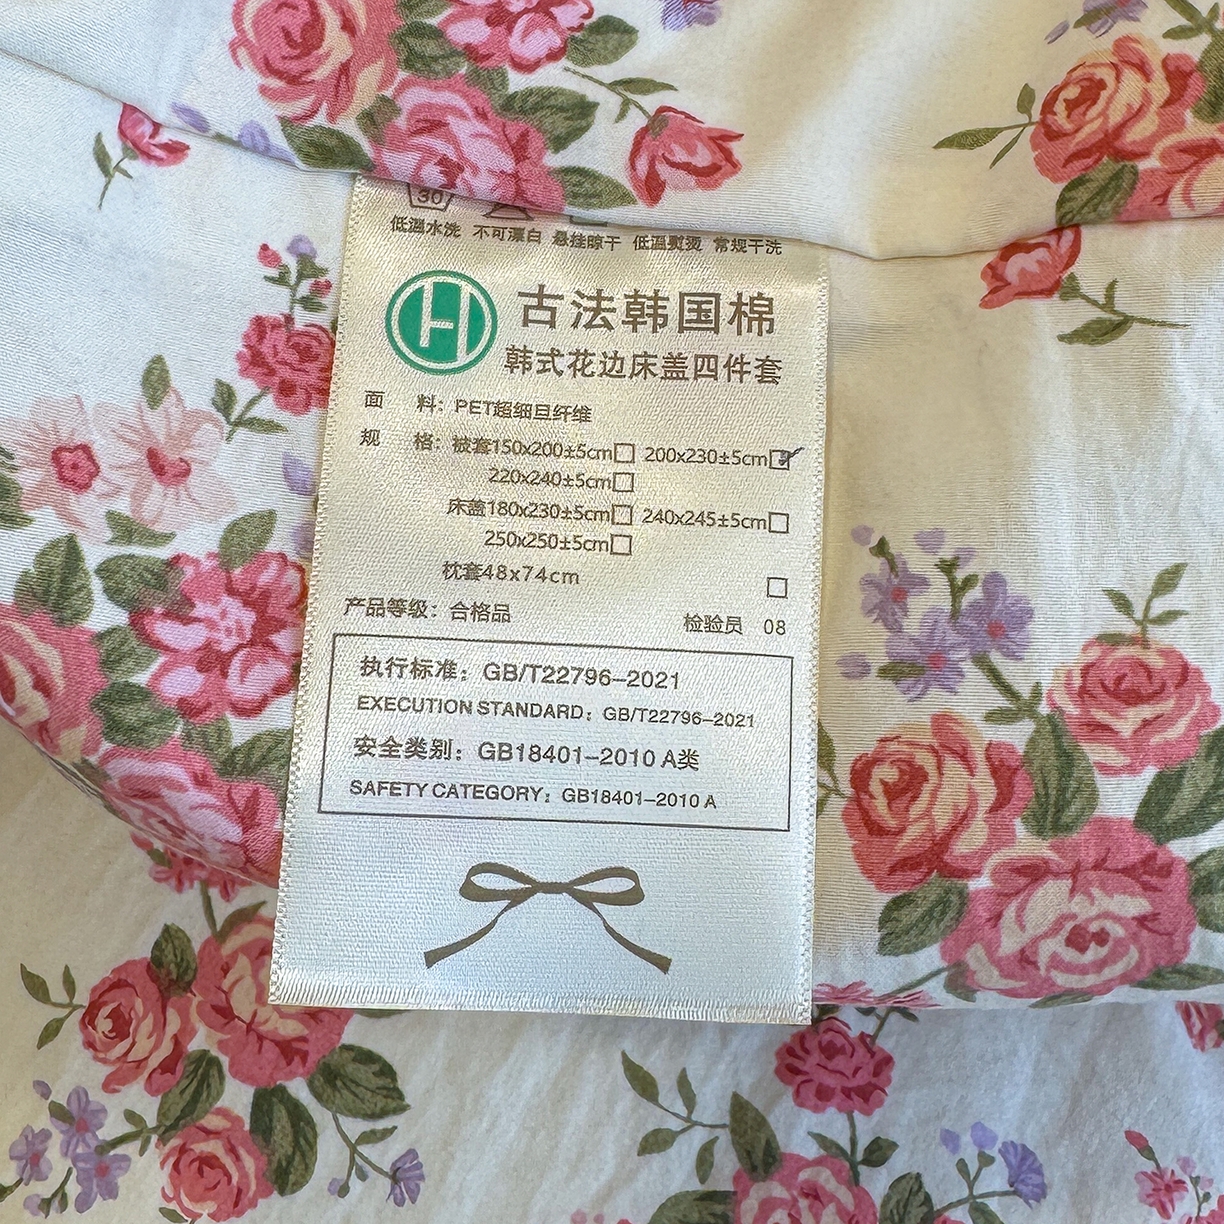 30
低温水洗 不可漂白 悬挂晾干 低温熨烫 常规干洗
H
古法韩国棉
韩式花边床盖四件套
面 料：PET超细旦纤维
规 格：被套150x200±5cm□ 200x230±5cm☑
220x240±5cm□
床盖180x230±5cm□ 240x245±5cm□
250x250±5cm□
枕套48x74cm □
产品等级：合格品 检验员 08
执行标准：GB/T22796-2021
EXECUTION STANDARD：GB/T22796-2021
安全类别：GB18401-2010 A类
SAFETY CATEGORY：GB18401-2010 A